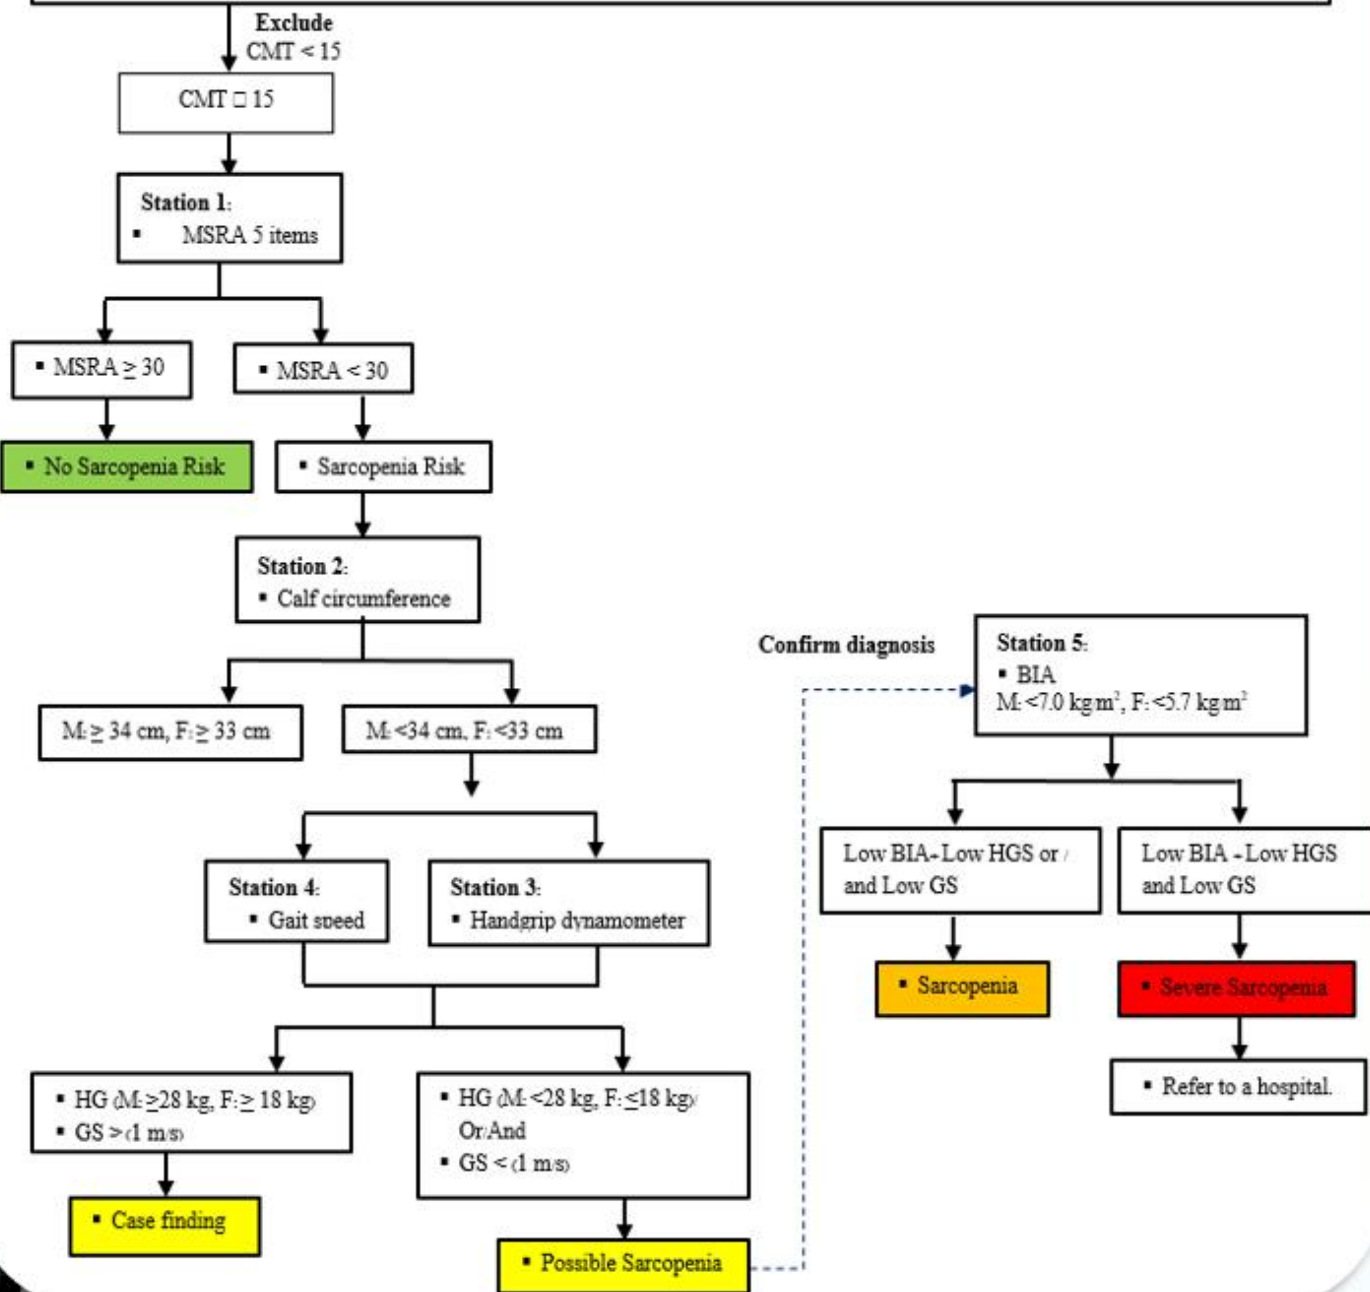 Exclude
CMT < 15
CMT □ 15
Station 1:
▪ MSRA 5 items
▪ MSRA ≥ 30
▪ MSRA < 30
▪ No Sarcopenia Risk
▪ Sarcopenia Risk
Station 2:
▪ Calf circumference
M: ≥ 34 cm, F: ≥ 33 cm
M: <34 cm, F: <33 cm
Station 4:
▪ Gait speed
Station 3:
▪ Handgrip dynamometer
▪ HG (M: ≥28 kg, F: ≥ 18 kg)
▪ GS > (1 m/s)
▪ HG (M: <28 kg, F: ≤18 kg)/
Or/And
▪ GS < (1 m/s)
▪ Case finding
▪ Possible Sarcopenia
Confirm diagnosis
Station 5:
▪ BIA
M: <7.0 kg/m², F: <5.7 kg/m²
Low BIA+Low HGS or /
and Low GS
Low BIA +Low HGS
and Low GS
▪ Sarcopenia
▪ Severe Sarcopenia
▪ Refer to a hospital.